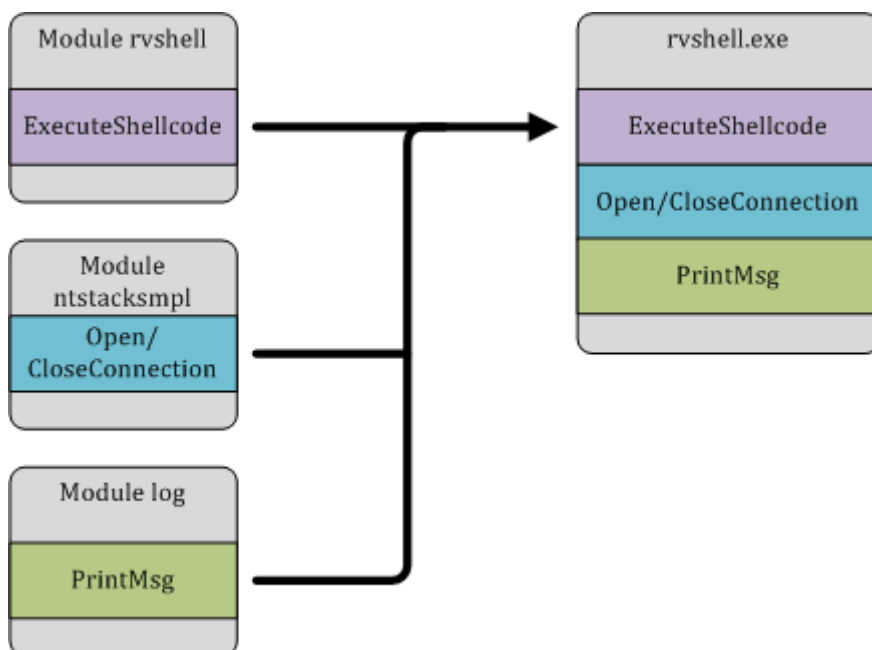 Module rvshell
ExecuteShellcode
Module
ntstacksmpl
Open/
CloseConnection
Module log
PrintMsg
rvshell.exe
ExecuteShellcode
Open/CloseConnection
PrintMsg